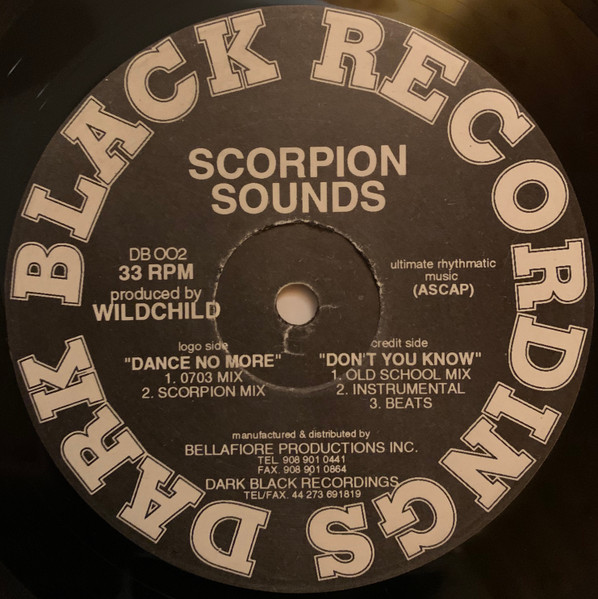 DARK BLACK RECORDINGS
SCORPION
SOUNDS
DB 002
33 RPM
produced by
WILDCHILD
ultimate rhythmatic
music
(ASCAP)
logo side
"DANCE NO MORE"
1. 0703 MIX
2. SCORPION MIX
credit side
"DON'T YOU KNOW"
1. OLD SCHOOL MIX
2. INSTRUMENTAL
3. BEATS
manufactured & distributed by
BELLAFIORE PRODUCTIONS INC.
TEL. 908 901 0441
FAX. 908 901 0864
DARK BLACK RECORDINGS
TEL/FAX. 44 273 691819